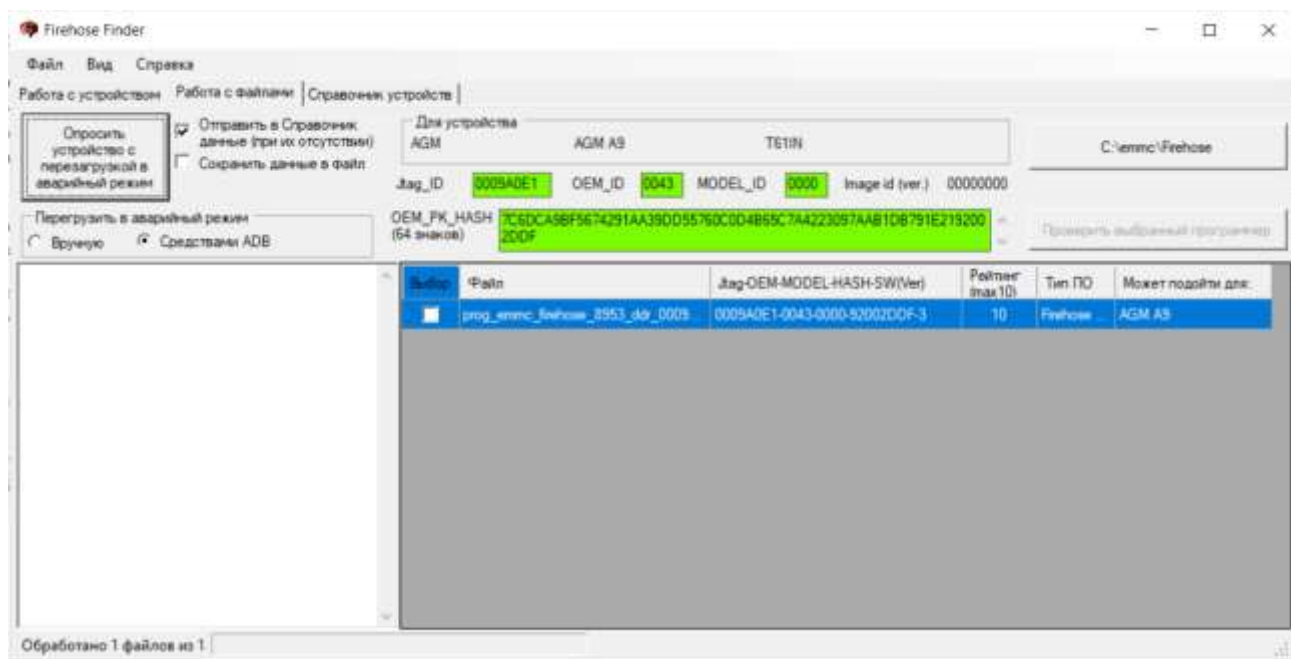 Firehose Finder
Файл Вид Справка
Работа с устройством Работа с файлами Справочник устройств
Опросить устройство с перезагрузкой в аварийный режим
Отправить в Справочник данные (при их отсутствии)
Сохранить данные в файл
Для устройства
AGM AGM A9 T61IN
C:\emmc\Firehose
Jtag_ID 0009A0E1 OEM_ID 0043 MODEL_ID 0000 Image id (ver.) 00000000
Перегрузить в аварийный режим
Вручную Средствами ADB
OEM_PK_HASH (64 знаков)
Проверить выбранный программер
Выбор Файл Jtag-OEM-MODEL-HASH-SW(Ver) Рейтинг (max 10) Тип ПО Может подойти для:
prog_emmc_firehose_8953_ddr_0009 0009A0E1-0043-0000-92002DDF-3 10 Firehose ... AGM A9
Обработано 1 файлов из 1